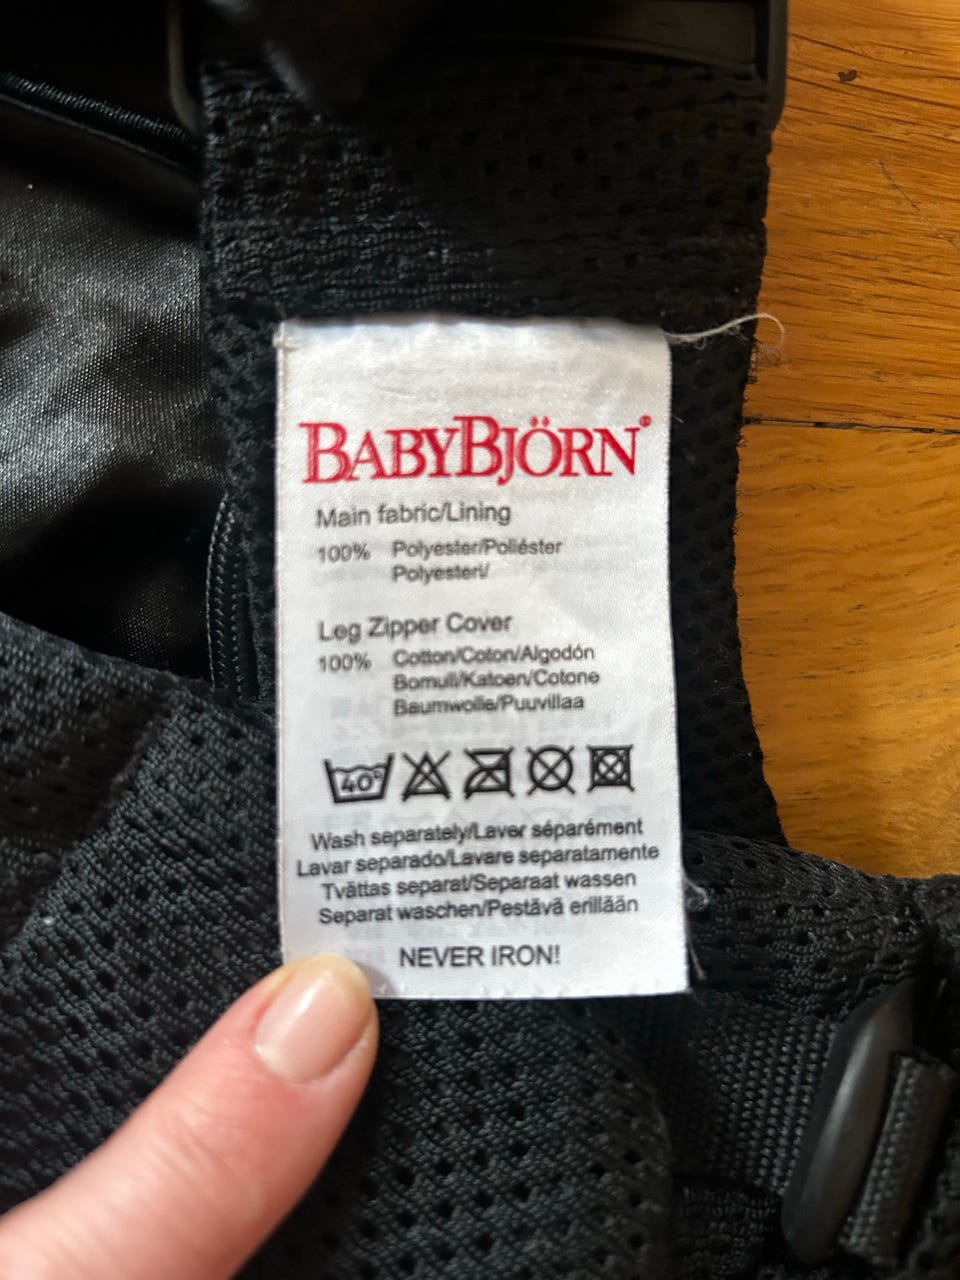 BABYBJÖRN®
Main fabric/Lining
100% Polyester/Poliéster
Polyesteri/
Leg Zipper Cover
100% Cotton/Coton/Algodón
Bomull/Katoen/Cotone
Baumwolle/Puuvillaa
40°
Wash separately/Laver séparément
Lavar separado/Lavare separatamente
Tvättas separat/Separaat wassen
Separat waschen/Pestävä erillään
NEVER IRON!